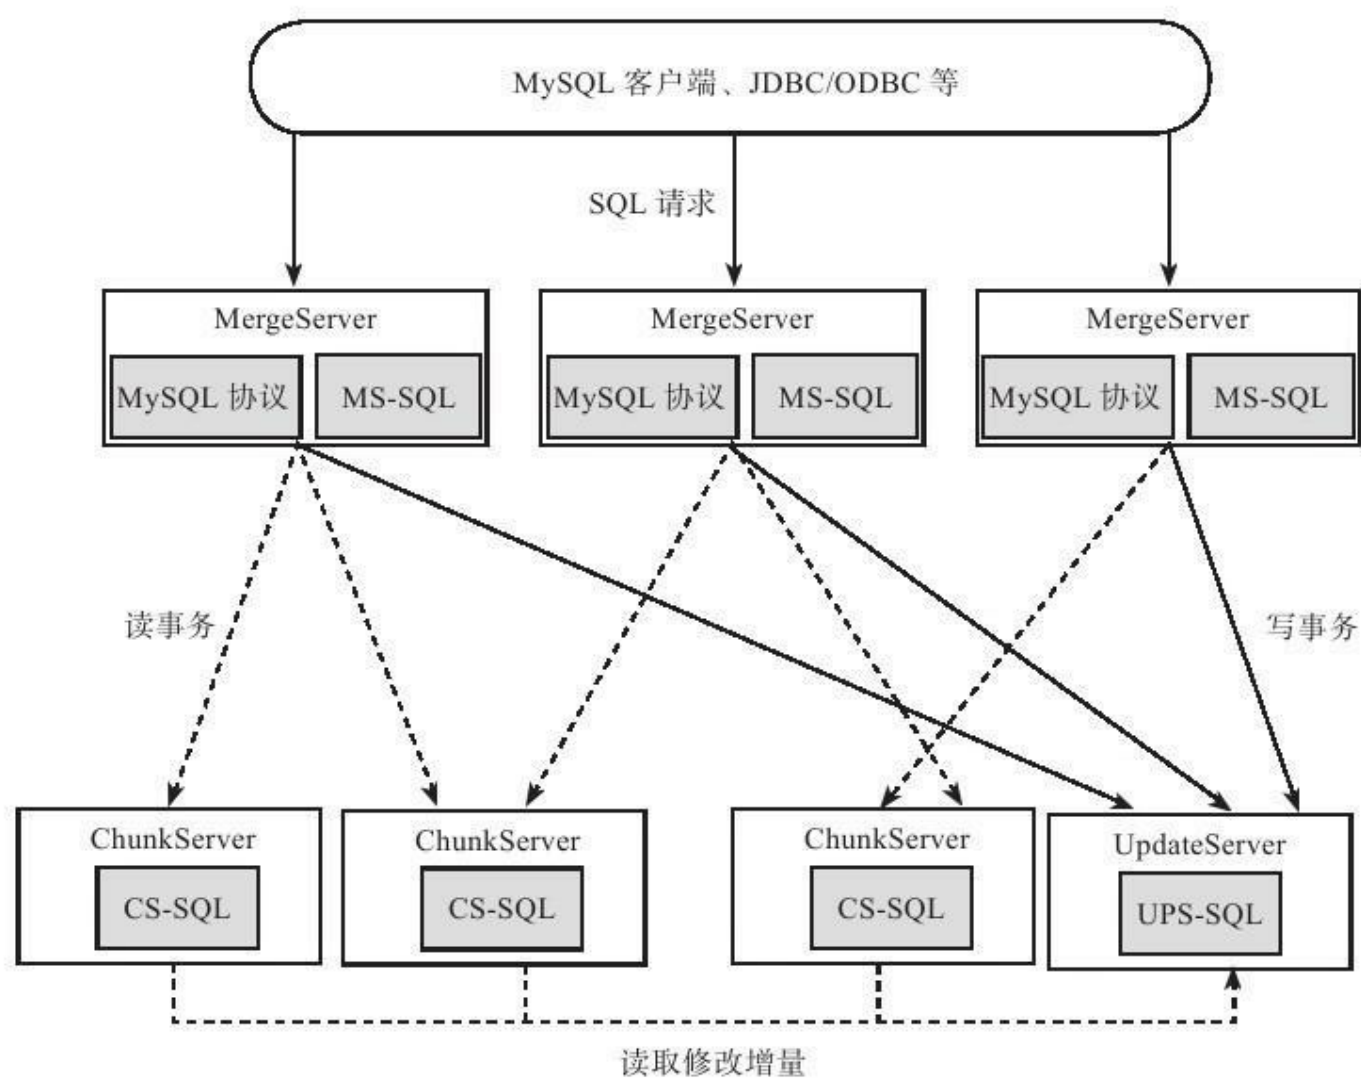 MySQL 客户端、JDBC/ODBC 等
SQL 请求
MergeServer
MySQL 协议
MS-SQL
MergeServer
MySQL 协议
MS-SQL
MergeServer
MySQL 协议
MS-SQL
读事务
写事务
ChunkServer
CS-SQL
ChunkServer
CS-SQL
ChunkServer
CS-SQL
UpdateServer
UPS-SQL
读取修改增量